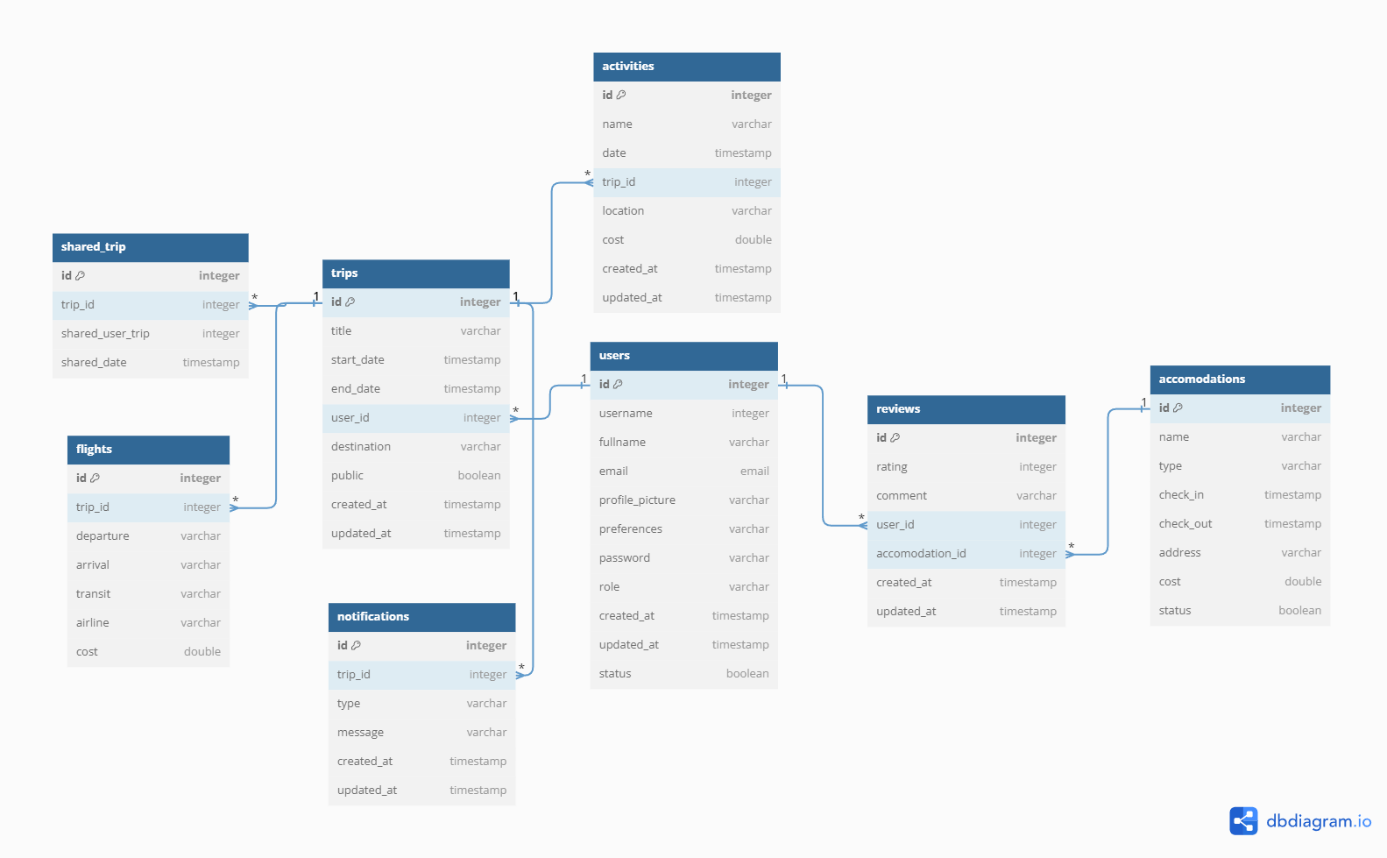 activities
id integer
name varchar
date timestamp
* trip_id integer
location varchar
cost double
created_at timestamp
updated_at timestamp
shared_trip
id integer
trip_id integer *
shared_user_trip integer
shared_date timestamp
trips
1 id integer 1
title varchar
start_date timestamp
end_date timestamp
user_id integer *
destination varchar
public boolean
created_at timestamp
updated_at timestamp
users
1 id integer 1
username integer
fullname varchar
email email
profile_picture varchar
preferences varchar
password varchar
role varchar
created_at timestamp
updated_at timestamp
status boolean
reviews
id integer
rating integer
comment varchar
* user_id integer
accomodation_id integer *
created_at timestamp
updated_at timestamp
accomodations
1 id integer
name varchar
type varchar
check_in timestamp
check_out timestamp
address varchar
cost double
status boolean
flights
id integer
trip_id integer *
departure varchar
arrival varchar
transit varchar
airline varchar
cost double
notifications
id integer
trip_id integer *
type varchar
message varchar
created_at timestamp
updated_at timestamp
dbdiagram.io